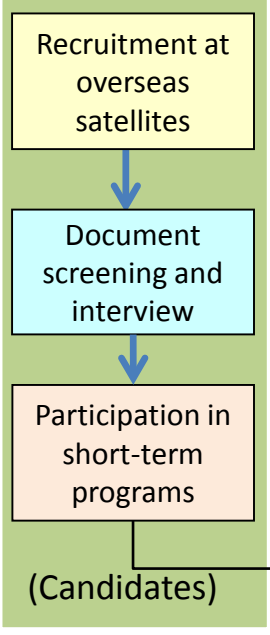 Recruitment at
overseas
satellites
Document
screening and
interview
Participation in
short-term
programs
(Candidates)